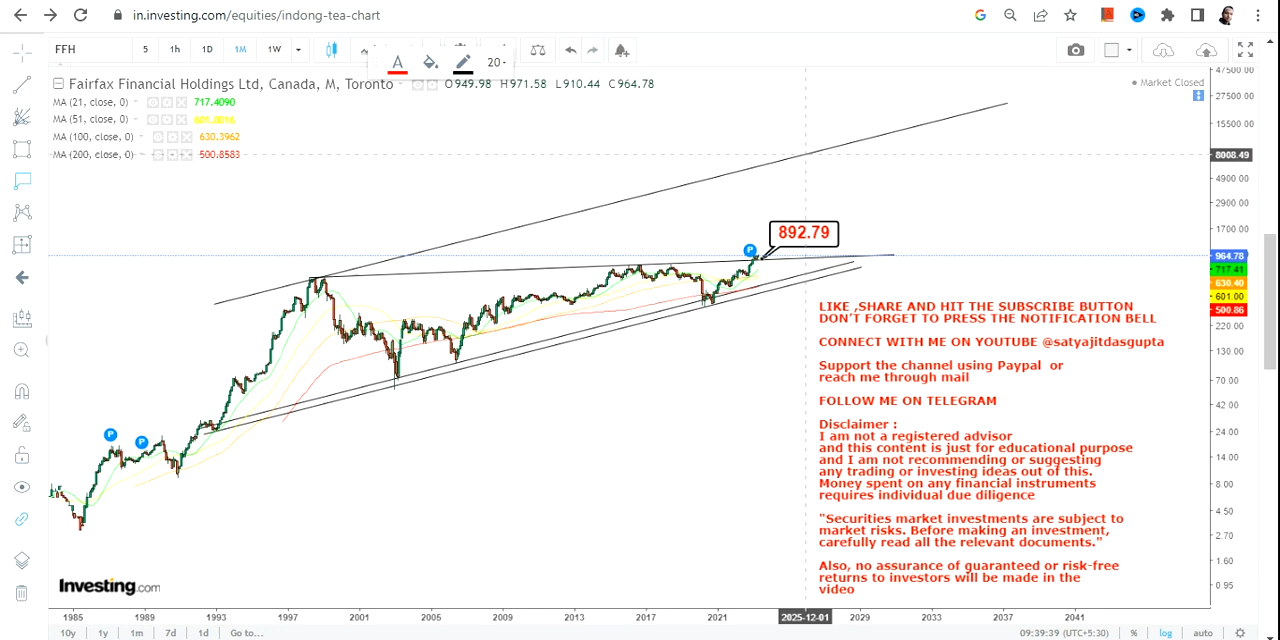 in.investing.com/equities/indong-tea-chart
FFH
5
1h
1D
1M
1W
A
20
Fairfax Financial Holdings Ltd, Canada, M, Toronto
O949.98 H971.58 L910.44 C964.78
MA (21, close, 0)
717.4090
MA (51, close, 0)
MA (100, close, 0)
630.3962
MA (200, close, 0)
500.8583
Market Closed
P
892.79
P
P
47500.00
27500.00
15500.00
8008.49
4900.00
2900.00
1700.00
964.78
717.41
630.40
601.00
500.86
220.00
130.00
70.00
42.00
24.00
14.00
8.00
4.50
2.70
1.60
0.95
LIKE ,SHARE AND HIT THE SUBSCRIBE BUTTON
DON'T FORGET TO PRESS THE NOTIFICATION BELL
CONNECT WITH ME ON YOUTUBE @satyajitdasgupta
Support the channel using Paypal or
reach me through mail
FOLLOW ME ON TELEGRAM
Disclaimer :
I am not a registered advisor
and this content is just for educational purpose
and I am not recommending or suggesting
any trading or investing ideas out of this.
Money spent on any financial instruments
requires individual due diligence
"Securities market investments are subject to
market risks. Before making an investment,
carefully read all the relevant documents."
Also, no assurance of guaranteed or risk-free
returns to investors will be made in the
video
Investing.com
1985
1989
1993
1997
2001
2005
2009
2013
2017
2021
2025-12-01
2029
2033
2037
2041
10y
1y
1m
7d
1d
Go to...
09:39:39 (UTC+5:30)
%
log
auto